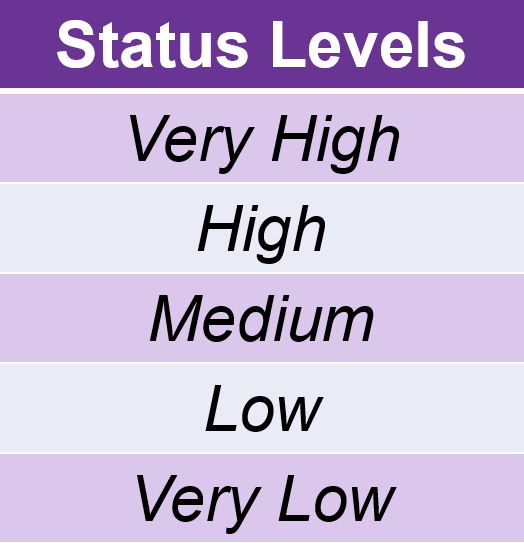 Status Levels
Very High
High
Medium
Low
Very Low